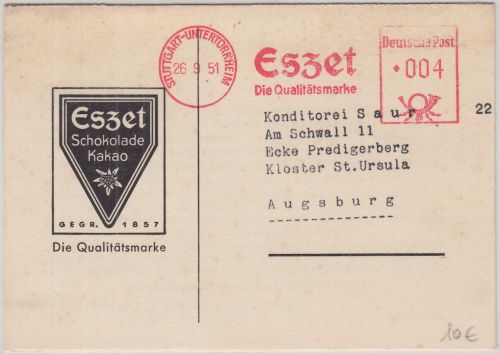 STUTTGART-UNTERTÜRKHEIM
26 9 51
Eszet
Die Qualitätsmarke
Deutsche Post
004
Eszet
Schokolade
Kakao
GEGR. 1857
Die Qualitätsmarke
Konditorei Saur 22
Am Schwall 11
Ecke Predigerberg
Kloster St.Ursula
Augsburg
10€